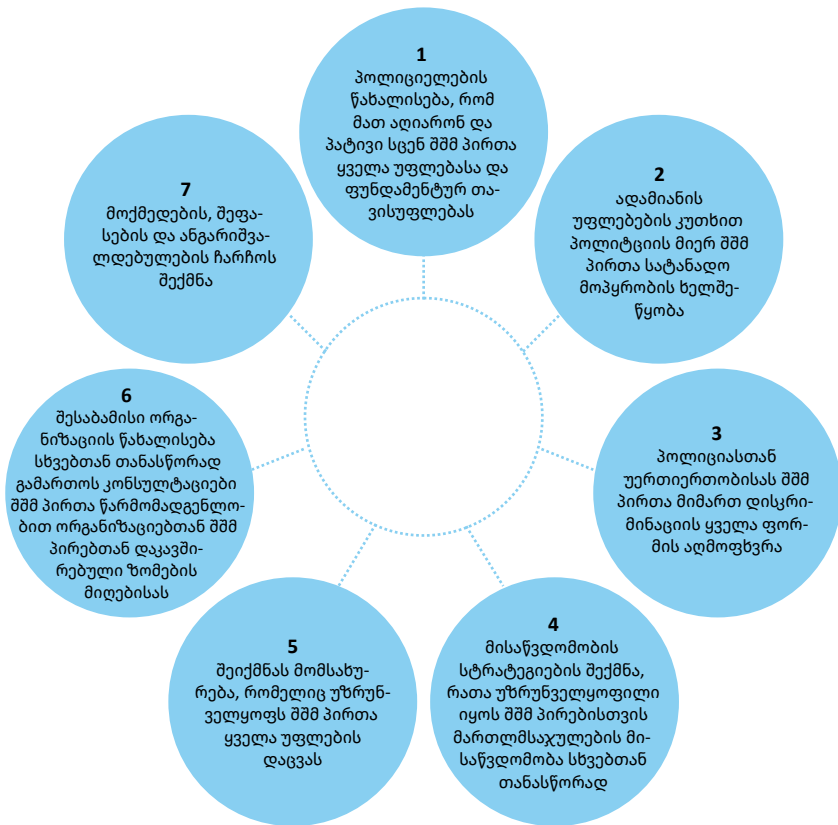 1
პოლიციელების
წახალისება, რომ
მათ აღიარონ და
პატივი სცენ შშმ პირთა
ყველა უფლებასა და
ფუნდამენტურ თა-
ვისუფლებას
2
ადამიანის
უფლებების კუთხით
პოლიტციის მიერ შშმ
პირთა სატანადო
მოპყრობის ხელშე-
წყობა
3
პოლიციასთან
უერთიერთობისას შშმ
პირთა მიმართ დისკრი-
მინაციის ყველა ფორ-
მის აღმოფხვრა
4
მისაწვდომობის
სტრატეგიების შექმნა,
რათა უზრუნველყოფილი
იყოს შშმ პირებისთვის
მართლმსაჯულების მი-
საწვდომობა სხვებთან
თანასწორად
5
შეიქმნას მომსახუ-
რება, რომელიც უზრუნ-
ველყოფს შშმ პირთა
ყველა უფლების
დაცვას
6
შესაბამისი ორგა-
ნიზაციის წახალისება
სხვებთან თანასწორად
გამართოს კონსულტაციები
შშმ პირთა წარმომადგენლო-
ბით ორგანიზაციებთან შშმ
პირებთან დაკავში-
რებული ზომების
მიღებისას
7
მოქმედების, შეფა-
სების და ანგარიშვა-
ლდებულების ჩარჩოს
შექმნა